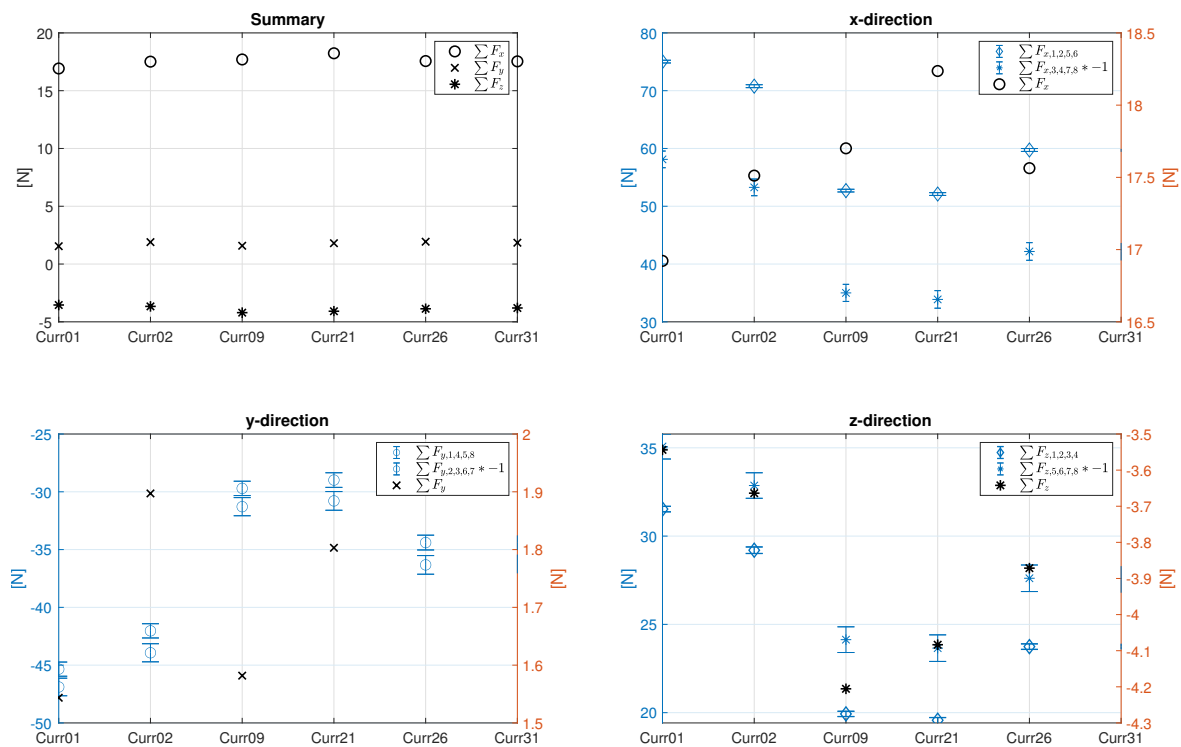 Summary
20
15
10
5
0
-5
[N]
∑ F_x
∑ F_y
∑ F_z
Curr01 Curr02 Curr09 Curr21 Curr26 Curr31
x-direction
80
70
60
50
40
30
[N]
18.5
18
17.5
17
16.5
[N]
∑ F_{x,1,2,5,6}
∑ F_{x,3,4,7,8} * −1
∑ F_x
Curr01 Curr02 Curr09 Curr21 Curr26 Curr31
y-direction
-25
-30
-35
-40
-45
-50
[N]
2
1.9
1.8
1.7
1.6
1.5
[N]
∑ F_{y,1,4,5,8}
∑ F_{y,2,3,6,7} * −1
∑ F_y
Curr01 Curr02 Curr09 Curr21 Curr26 Curr31
z-direction
35
30
25
20
[N]
-3.5
-3.6
-3.7
-3.8
-3.9
-4
-4.1
-4.2
-4.3
[N]
∑ F_{z,1,2,3,4}
∑ F_{z,5,6,7,8} * −1
∑ F_z
Curr01 Curr02 Curr09 Curr21 Curr26 Curr31